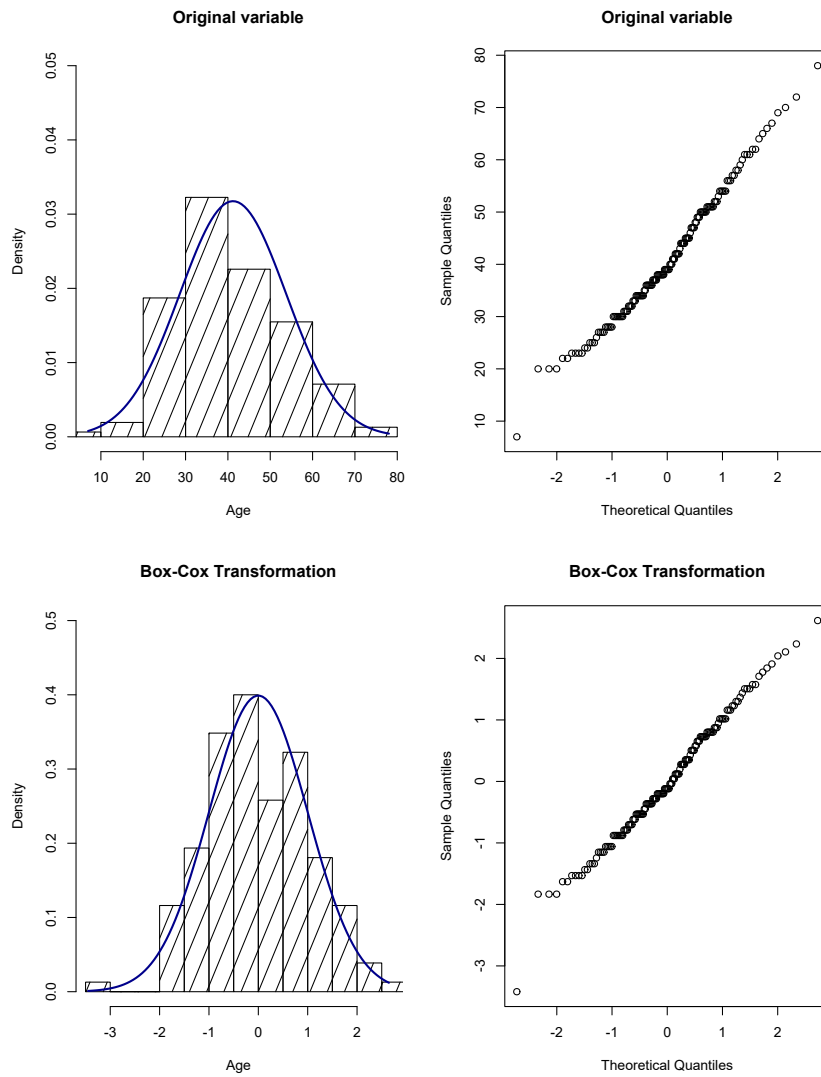 Original variable
Original variable
0.05
0.04
0.03
0.02
0.01
0.00
Density
10 20 30 40 50 60 70 80
Age
80
70
60
50
40
30
20
10
Sample Quantiles
-2 -1 0 1 2
Theoretical Quantiles
Box-Cox Transformation
Box-Cox Transformation
0.5
0.4
0.3
0.2
0.1
0.0
Density
-3 -2 -1 0 1 2
Age
2
1
0
-1
-2
-3
Sample Quantiles
-2 -1 0 1 2
Theoretical Quantiles